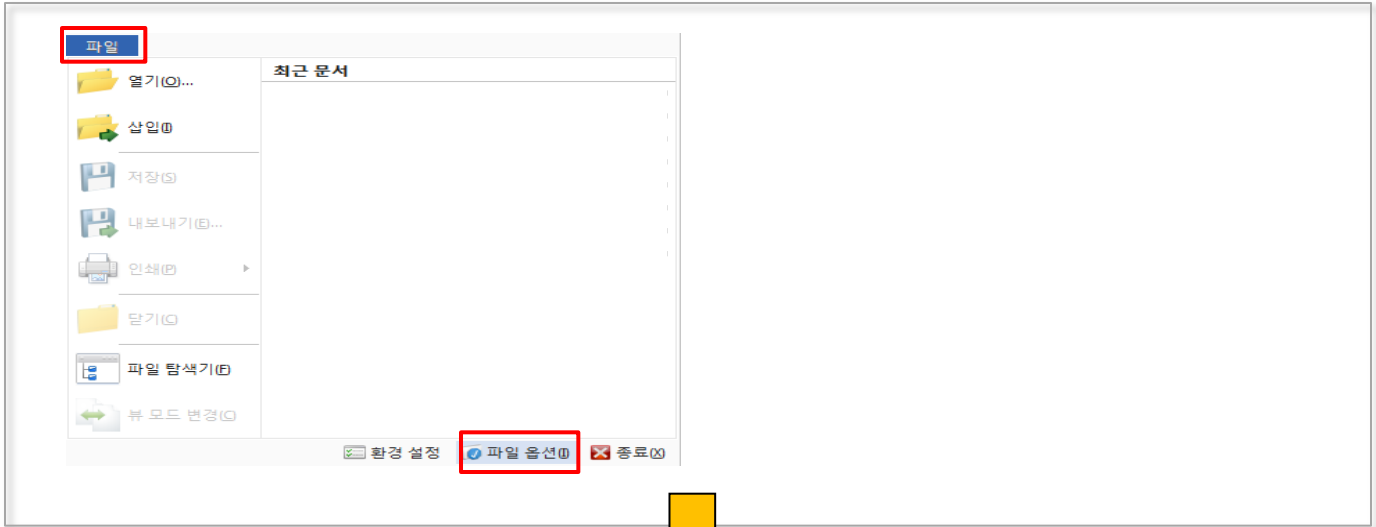 파일
열기(O)...
최근 문서
삽입(I)
저장(S)
내보내기(E)...
인쇄(P)
닫기(C)
파일 탐색기(F)
뷰 모드 변경(C)
환경 설정 파일 옵션(I) 종료(X)